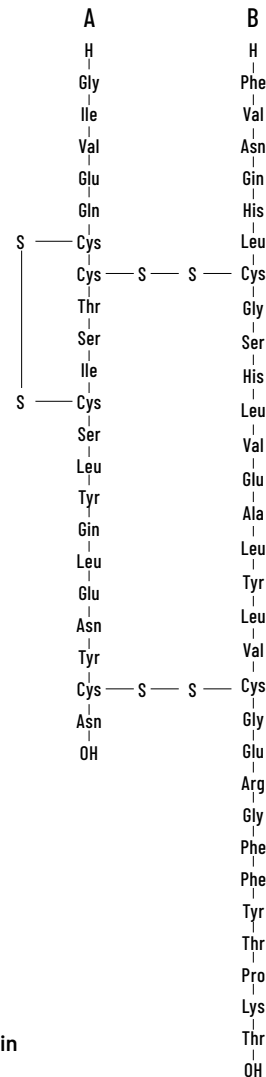 A
H
Gly
Ile
Val
Glu
Gln
S Cys
Cys S S
Thr
Ser
Ile
S Cys
Ser
Leu
Tyr
Gin
Leu
Glu
Asn
Tyr
Cys S S
Asn
OH
B
H
Phe
Val
Asn
Gin
His
Leu
Cys
Gly
Ser
His
Leu
Val
Glu
Ala
Leu
Tyr
Leu
Val
Cys
Gly
Glu
Arg
Gly
Phe
Phe
Tyr
Thr
Pro
Lys
Thr
OH
in